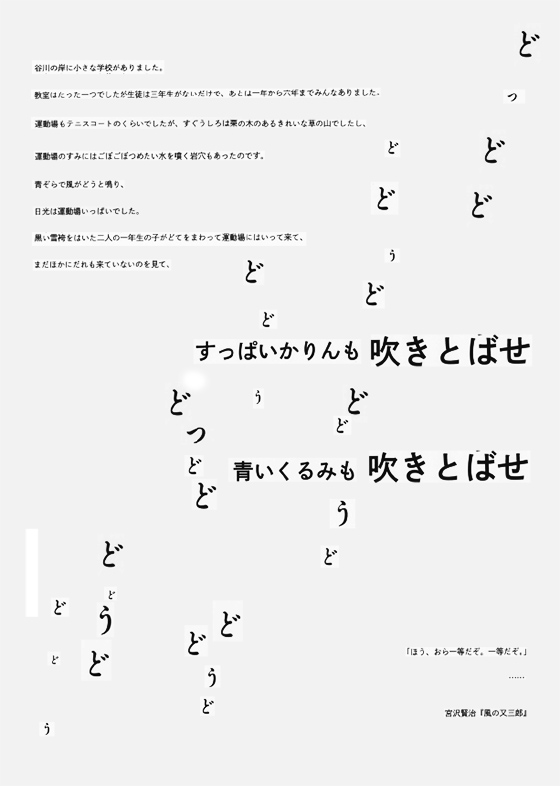 谷川の岸に小さな学校がありました。
教室はたった一つでしたが生徒は三年生がないだけで、あとは一年から六年までみんなありました。
運動場もテニスコートのくらいでしたが、すぐうしろは栗の木のあるきれいな草の山でしたし、
運動場のすみにはごぼごぼつめたい水を噴く岩穴もあったのです。
青ぞらで風がどうと鳴り、
日光は運動場いっぱいでした。
黒い雪袴をはいた二人の一年生の子がどてをまわって運動場にはいって来て、
まだほかにだれも来ていないのを見て、
どっどど
どどうど
どどうど
どどう
すっぱいかりんも 吹きとばせ
青いくるみも 吹きとばせ
どっどど
どどうど
どどうど
どどう
「ほう、おら一等だぞ。一等だぞ。」
……
宮沢賢治『風の又三郎』